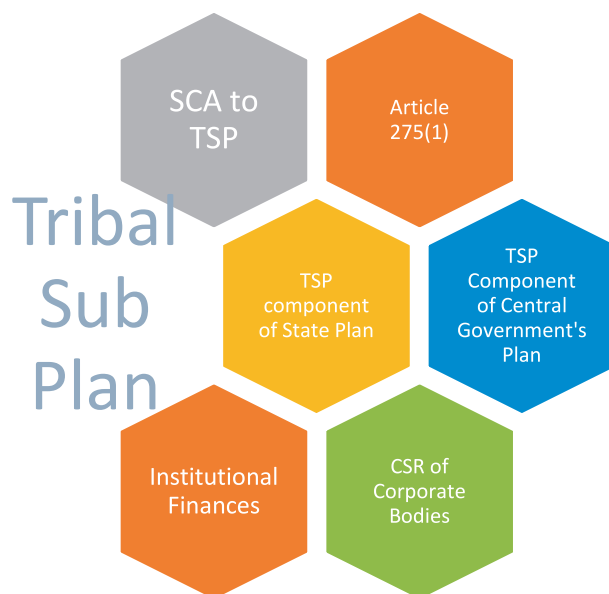 Tribal
Sub
Plan
SCA to
TSP
Article
275(1)
TSP
component
of State Plan
TSP
Component
of Central
Government's
Plan
Institutional
Finances
CSR of
Corporate
Bodies